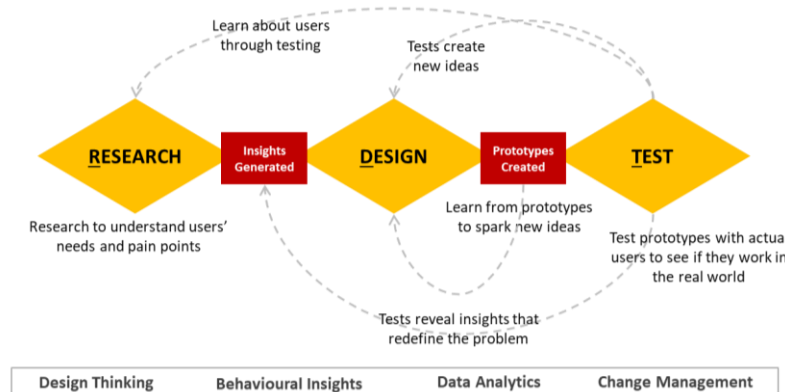 Learn about users
through testing
Tests create
new ideas
RESEARCH
Insights
Generated
DESIGN
Prototypes
Created
TEST
Research to understand users'
needs and pain points
Learn from prototypes
to spark new ideas
Test prototypes with actua
users to see if they work in
the real world
Tests reveal insights that
redefine the problem
Design Thinking Behavioural Insights Data Analytics Change Management